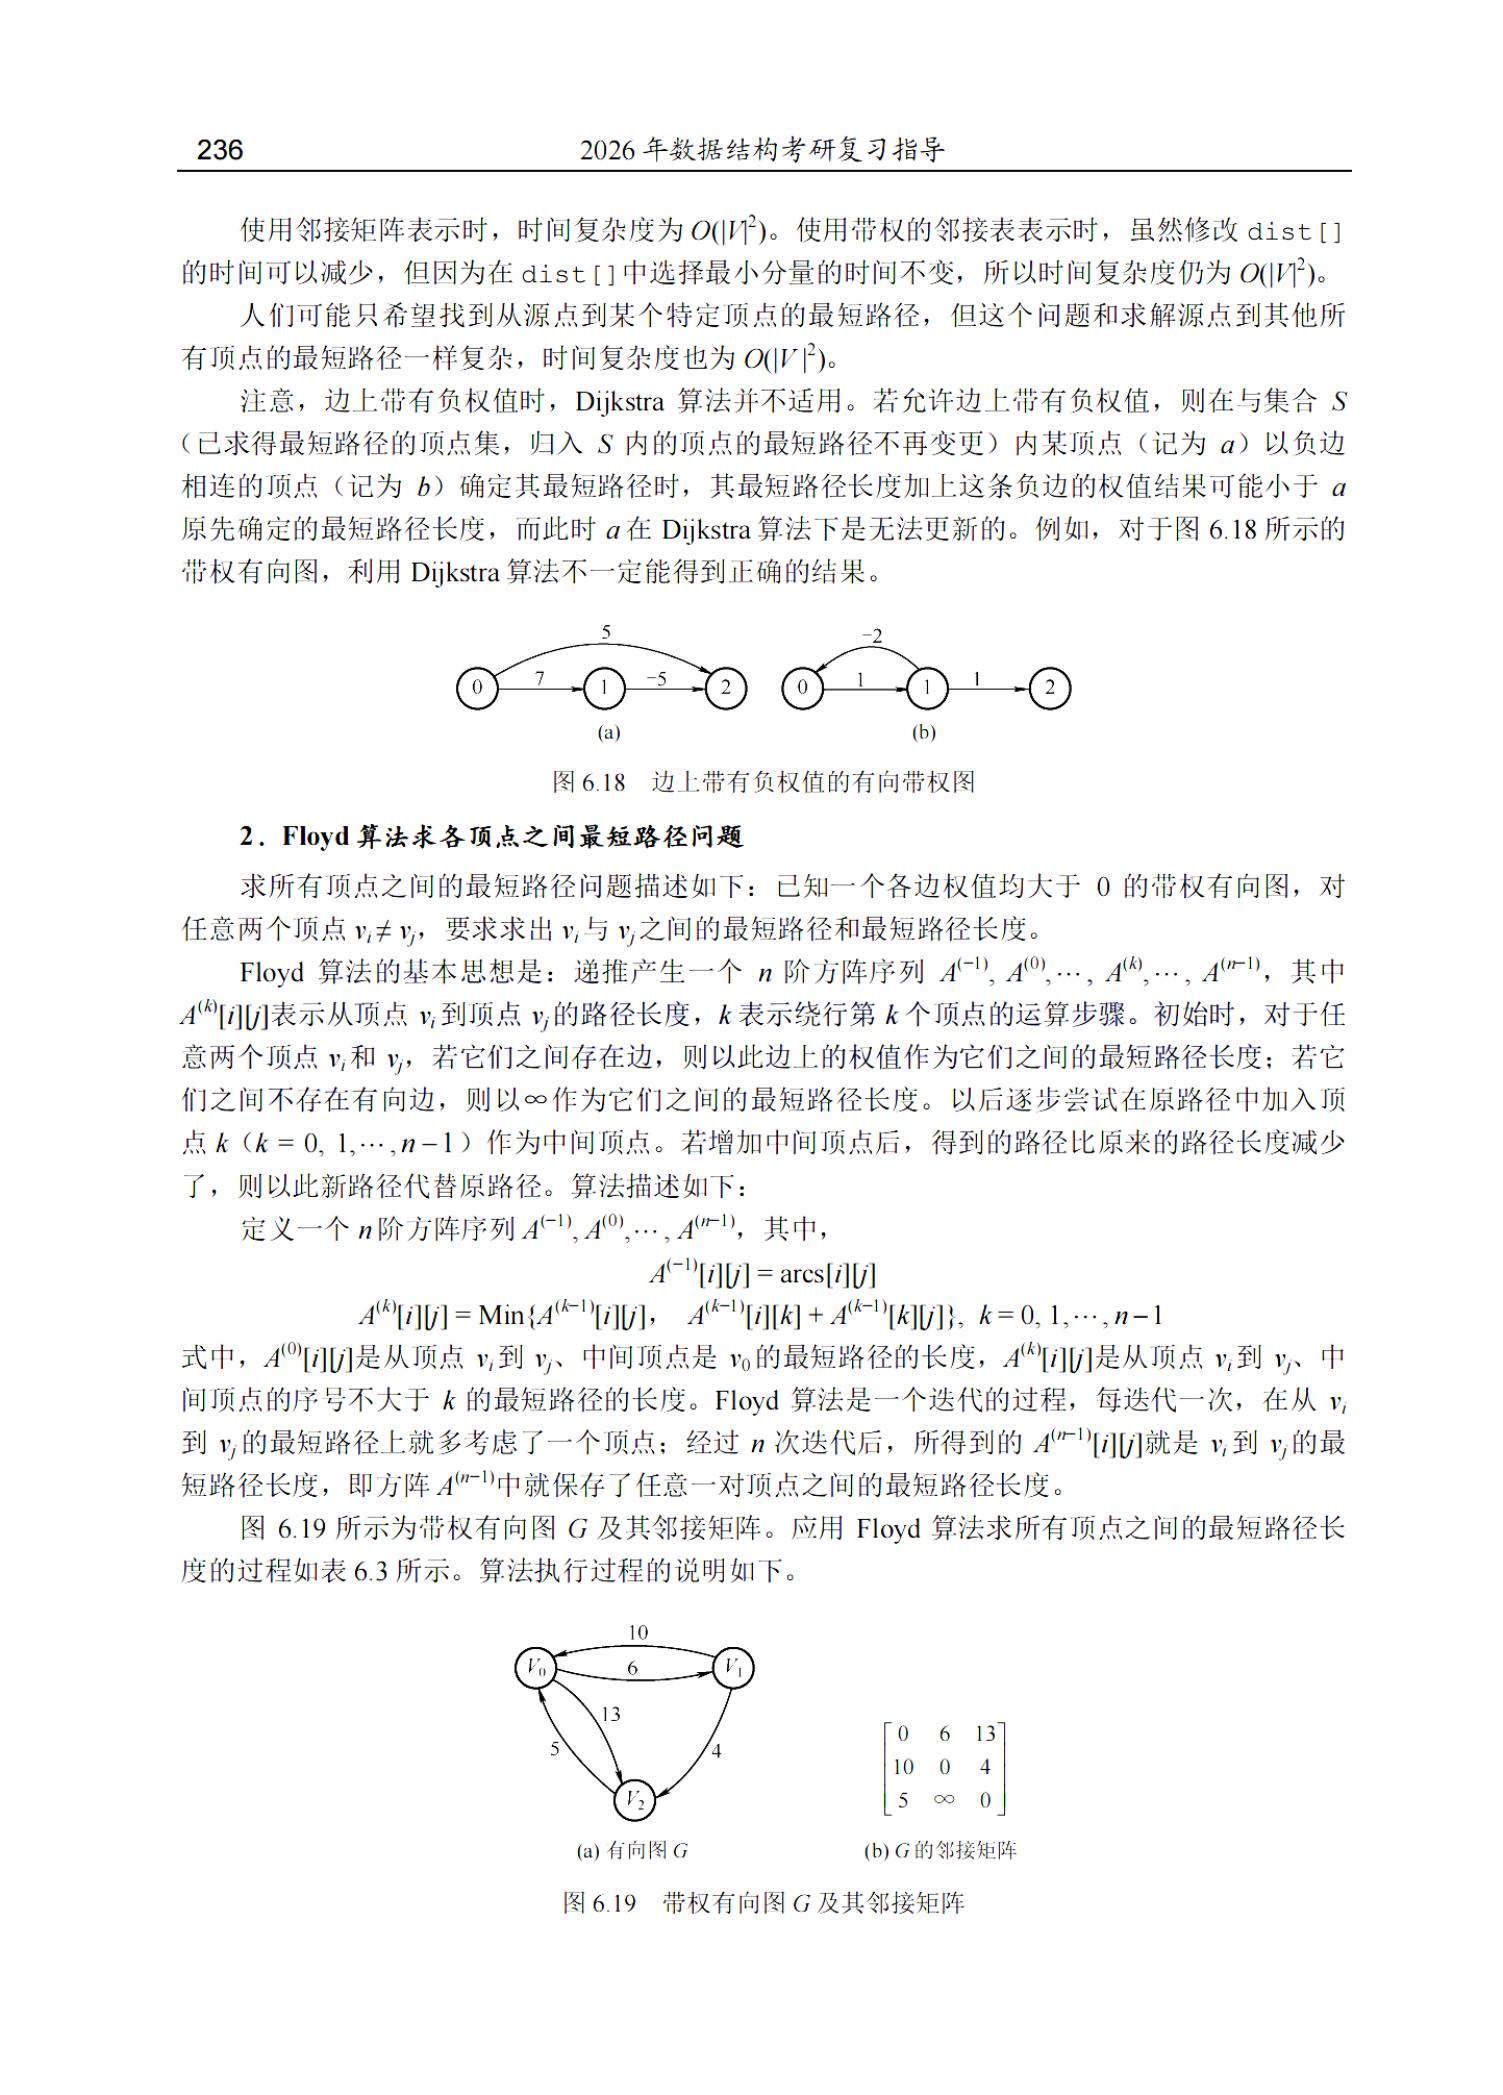 236
2026 年数据结构考研复习指导
使用邻接矩阵表示时，时间复杂度为 O(|V|²)。使用带权的邻接表表示时，虽然修改 dist[]
的时间可以减少，但因为在 dist[]中选择最小分量的时间不变，所以时间复杂度仍为 O(|V|²)。
人们可能只希望找到从源点到某个特定顶点的最短路径，但这个问题和求解源点到其他所
有顶点的最短路径一样复杂，时间复杂度也为 O(|V|²)。
注意，边上带有负权值时，Dijkstra 算法并不适用。若允许边上带有负权值，则在与集合 S
（已求得最短路径的顶点集，归入 S 内的顶点的最短路径不再变更）内某顶点（记为 a）以负边
相连的顶点（记为 b）确定其最短路径时，其最短路径长度加上这条负边的权值结果可能小于 a
原先确定的最短路径长度，而此时 a 在 Dijkstra 算法下是无法更新的。例如，对于图 6.18 所示的
带权有向图，利用 Dijkstra 算法不一定能得到正确的结果。
5
0 7 1 −5 2
(a)
−2
0 1 1 1 2
(b)
图 6.18 边上带有负权值的有向带权图
2．Floyd 算法求各顶点之间最短路径问题
求所有顶点之间的最短路径问题描述如下：已知一个各边权值均大于 0 的带权有向图，对
任意两个顶点 vᵢ ≠ vⱼ，要求求出 vᵢ 与 vⱼ 之间的最短路径和最短路径长度。
Floyd 算法的基本思想是：递推产生一个 n 阶方阵序列 A⁽⁻¹⁾, A⁽⁰⁾,⋯, A⁽ᵏ⁾,⋯, A⁽ⁿ⁻¹⁾，其中
A⁽ᵏ⁾[i][j]表示从顶点 vᵢ 到顶点 vⱼ 的路径长度，k 表示绕行第 k 个顶点的运算步骤。初始时，对于任
意两个顶点 vᵢ 和 vⱼ，若它们之间存在边，则以此边上的权值作为它们之间的最短路径长度；若它
们之间不存在有向边，则以∞作为它们之间的最短路径长度。以后逐步尝试在原路径中加入顶
点 k（k = 0, 1,⋯, n−1）作为中间顶点。若增加中间顶点后，得到的路径比原来的路径长度减少
了，则以此新路径代替原路径。算法描述如下：
定义一个 n 阶方阵序列 A⁽⁻¹⁾, A⁽⁰⁾,⋯, A⁽ⁿ⁻¹⁾，其中，
A⁽⁻¹⁾[i][j] = arcs[i][j]
A⁽ᵏ⁾[i][j] = Min{A⁽ᵏ⁻¹⁾[i][j]， A⁽ᵏ⁻¹⁾[i][k] + A⁽ᵏ⁻¹⁾[k][j]}, k = 0, 1,⋯, n−1
式中，A⁽⁰⁾[i][j]是从顶点 vᵢ 到 vⱼ、中间顶点是 v₀ 的最短路径的长度，A⁽ᵏ⁾[i][j]是从顶点 vᵢ 到 vⱼ、中
间顶点的序号不大于 k 的最短路径的长度。Floyd 算法是一个迭代的过程，每迭代一次，在从 vᵢ
到 vⱼ 的最短路径上就多考虑了一个顶点；经过 n 次迭代后，所得到的 A⁽ⁿ⁻¹⁾[i][j]就是 vᵢ 到 vⱼ 的最
短路径长度，即方阵 A⁽ⁿ⁻¹⁾中就保存了任意一对顶点之间的最短路径长度。
图 6.19 所示为带权有向图 G 及其邻接矩阵。应用 Floyd 算法求所有顶点之间的最短路径长
度的过程如表 6.3 所示。算法执行过程的说明如下。
10
V₀ 6 V₁
13
5 4
V₂
(a) 有向图 G
0 6 13
10 0 4
5 ∞ 0
(b) G 的邻接矩阵
图 6.19 带权有向图 G 及其邻接矩阵